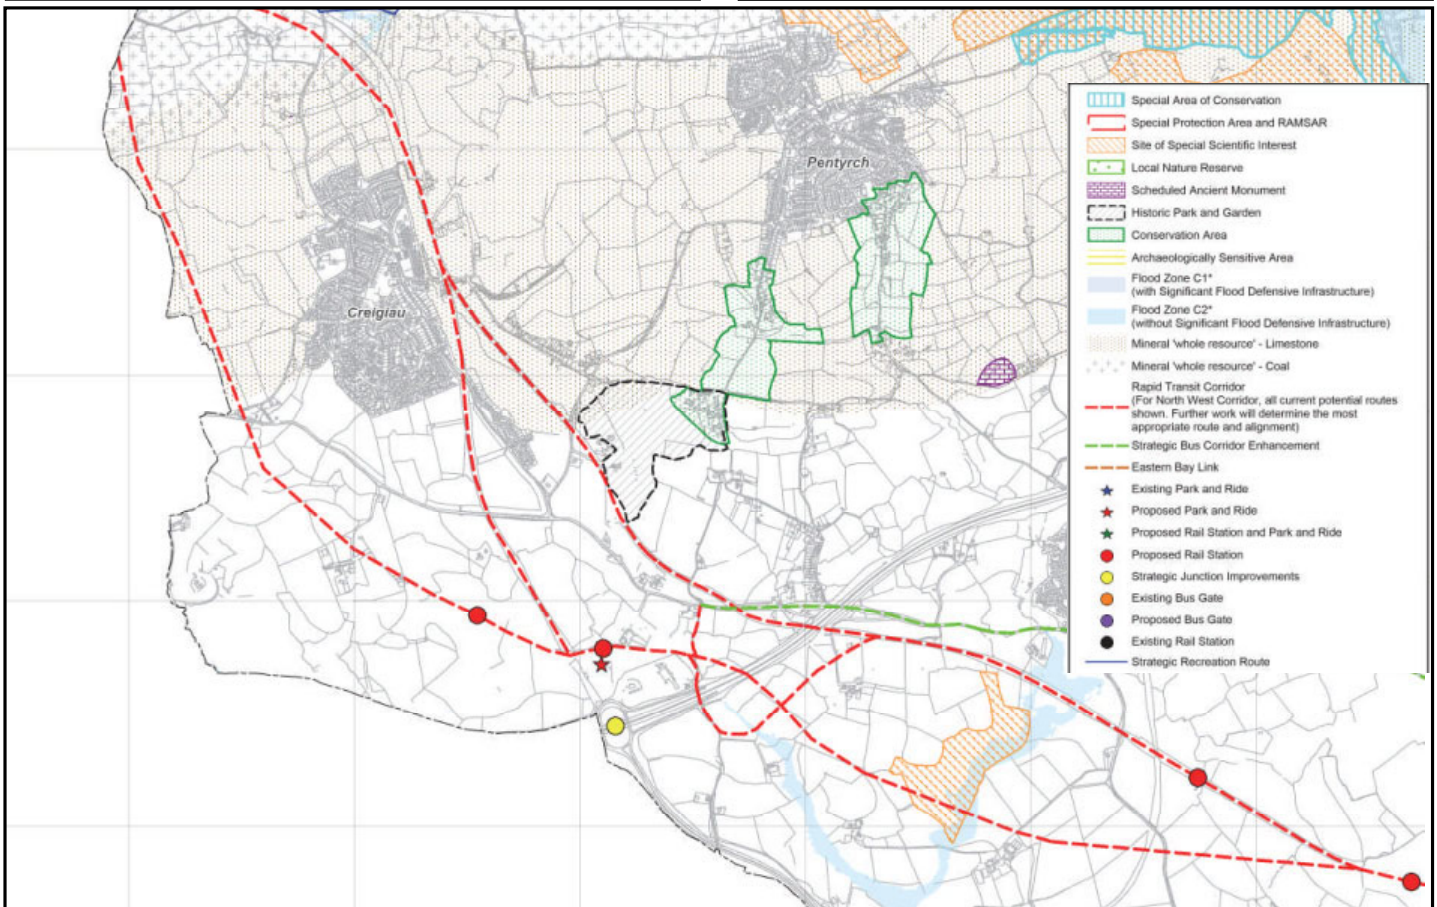 Pentyrch
Creigiau
Special Area of Conservation
Special Protection Area and RAMSAR
Site of Special Scientific Interest
Local Nature Reserve
Scheduled Ancient Monument
Historic Park and Garden
Conservation Area
Archaeologically Sensitive Area
Flood Zone C1*
(with Significant Flood Defensive Infrastructure)
Flood Zone C2*
(without Significant Flood Defensive Infrastructure)
Mineral 'whole resource' - Limestone
Mineral 'whole resource' - Coal
Rapid Transit Corridor
(For North West Corridor, all current potential routes
shown. Further work will determine the most
appropriate route and alignment)
Strategic Bus Corridor Enhancement
Eastern Bay Link
Existing Park and Ride
Proposed Park and Ride
Proposed Rail Station and Park and Ride
Proposed Rail Station
Strategic Junction Improvements
Existing Bus Gate
Proposed Bus Gate
Existing Rail Station
Strategic Recreation Route